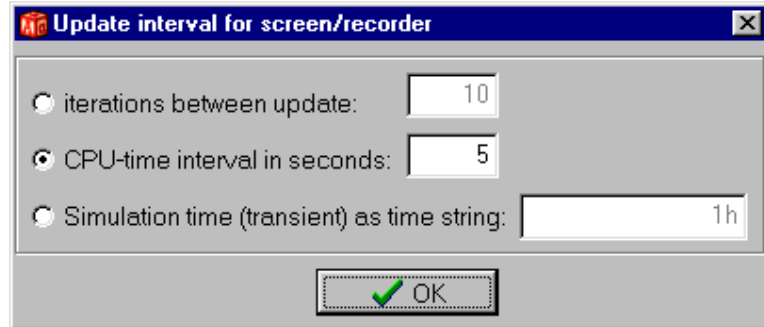 Update interval for screen/recorder
iterations between update: 10
CPU-time interval in seconds: 5
Simulation time (transient) as time string: 1h
OK